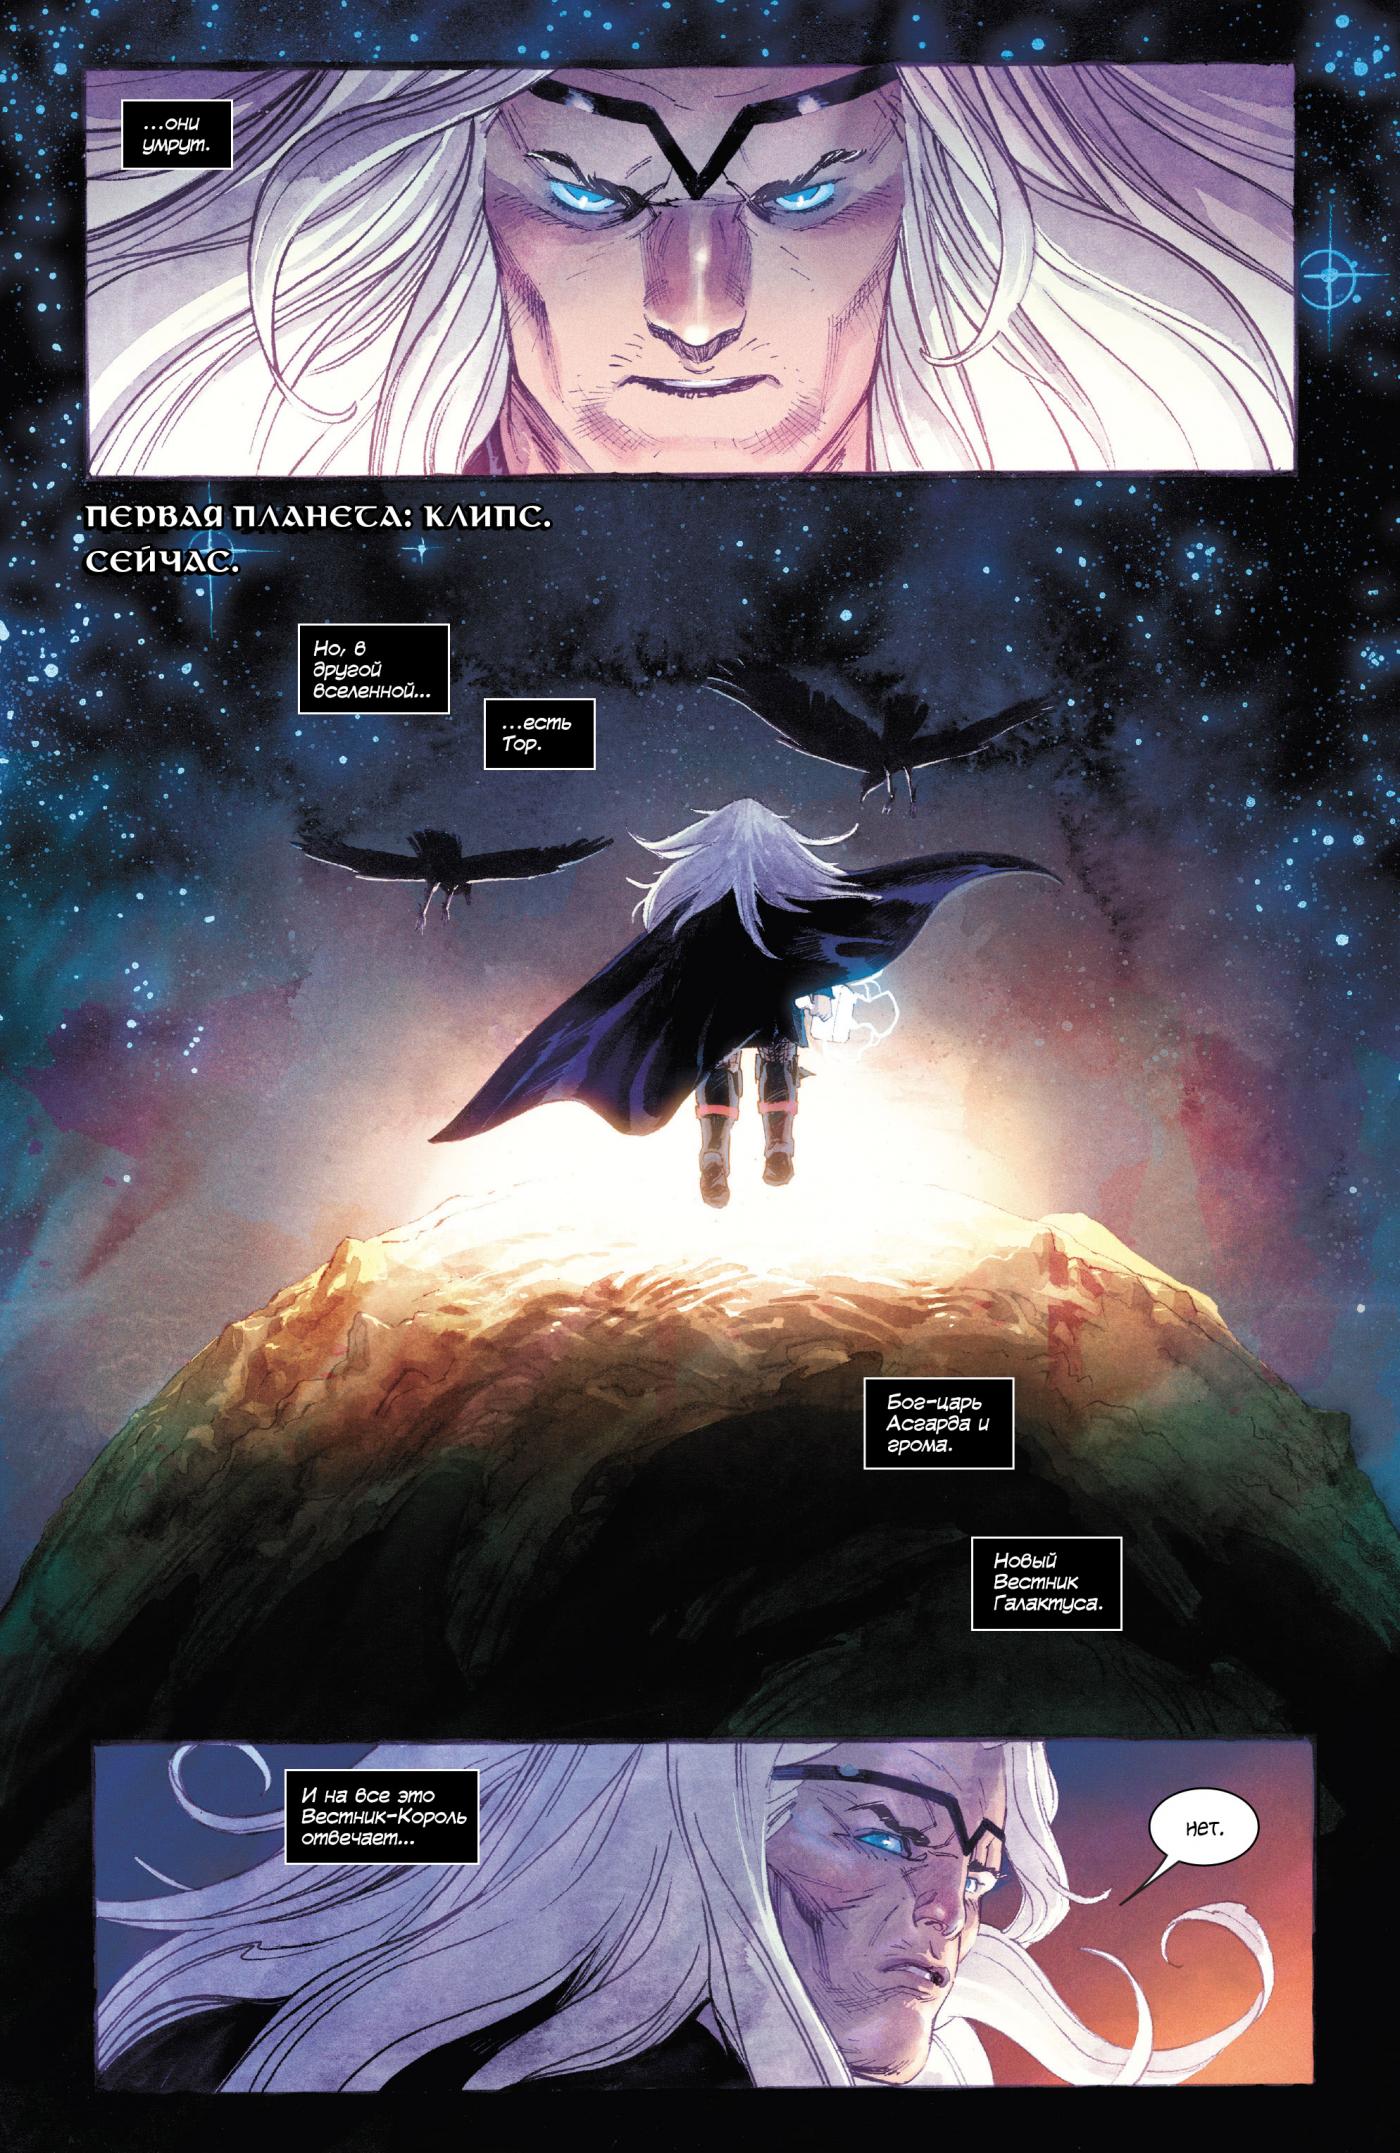 ...они
умрут.
ПЕРВАЯ ПЛАНЕТА: КЛИПС.
СЕЙЧАС.
Но, в
другой
вселенной...
...есть
Тор.
Бог-царь
Асгарда и
грома.
Новый
Вестник
Галактуса.
И на все это
Вестник-Король
отвечает...
Нет.